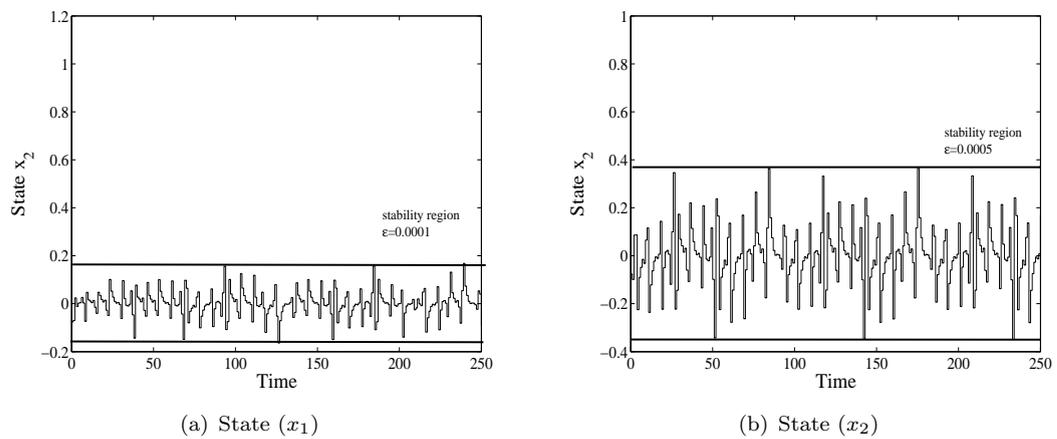 1.2
1
0.8
0.6
0.4
0.2
0
−0.2
State x2
stability region
ε=0.0001
0 50 100 150 200 250
Time
(a) State (x1)
1
0.8
0.6
0.4
0.2
0
−0.2
−0.4
State x2
stability region
ε=0.0005
0 50 100 150 200 250
Time
(b) State (x2)